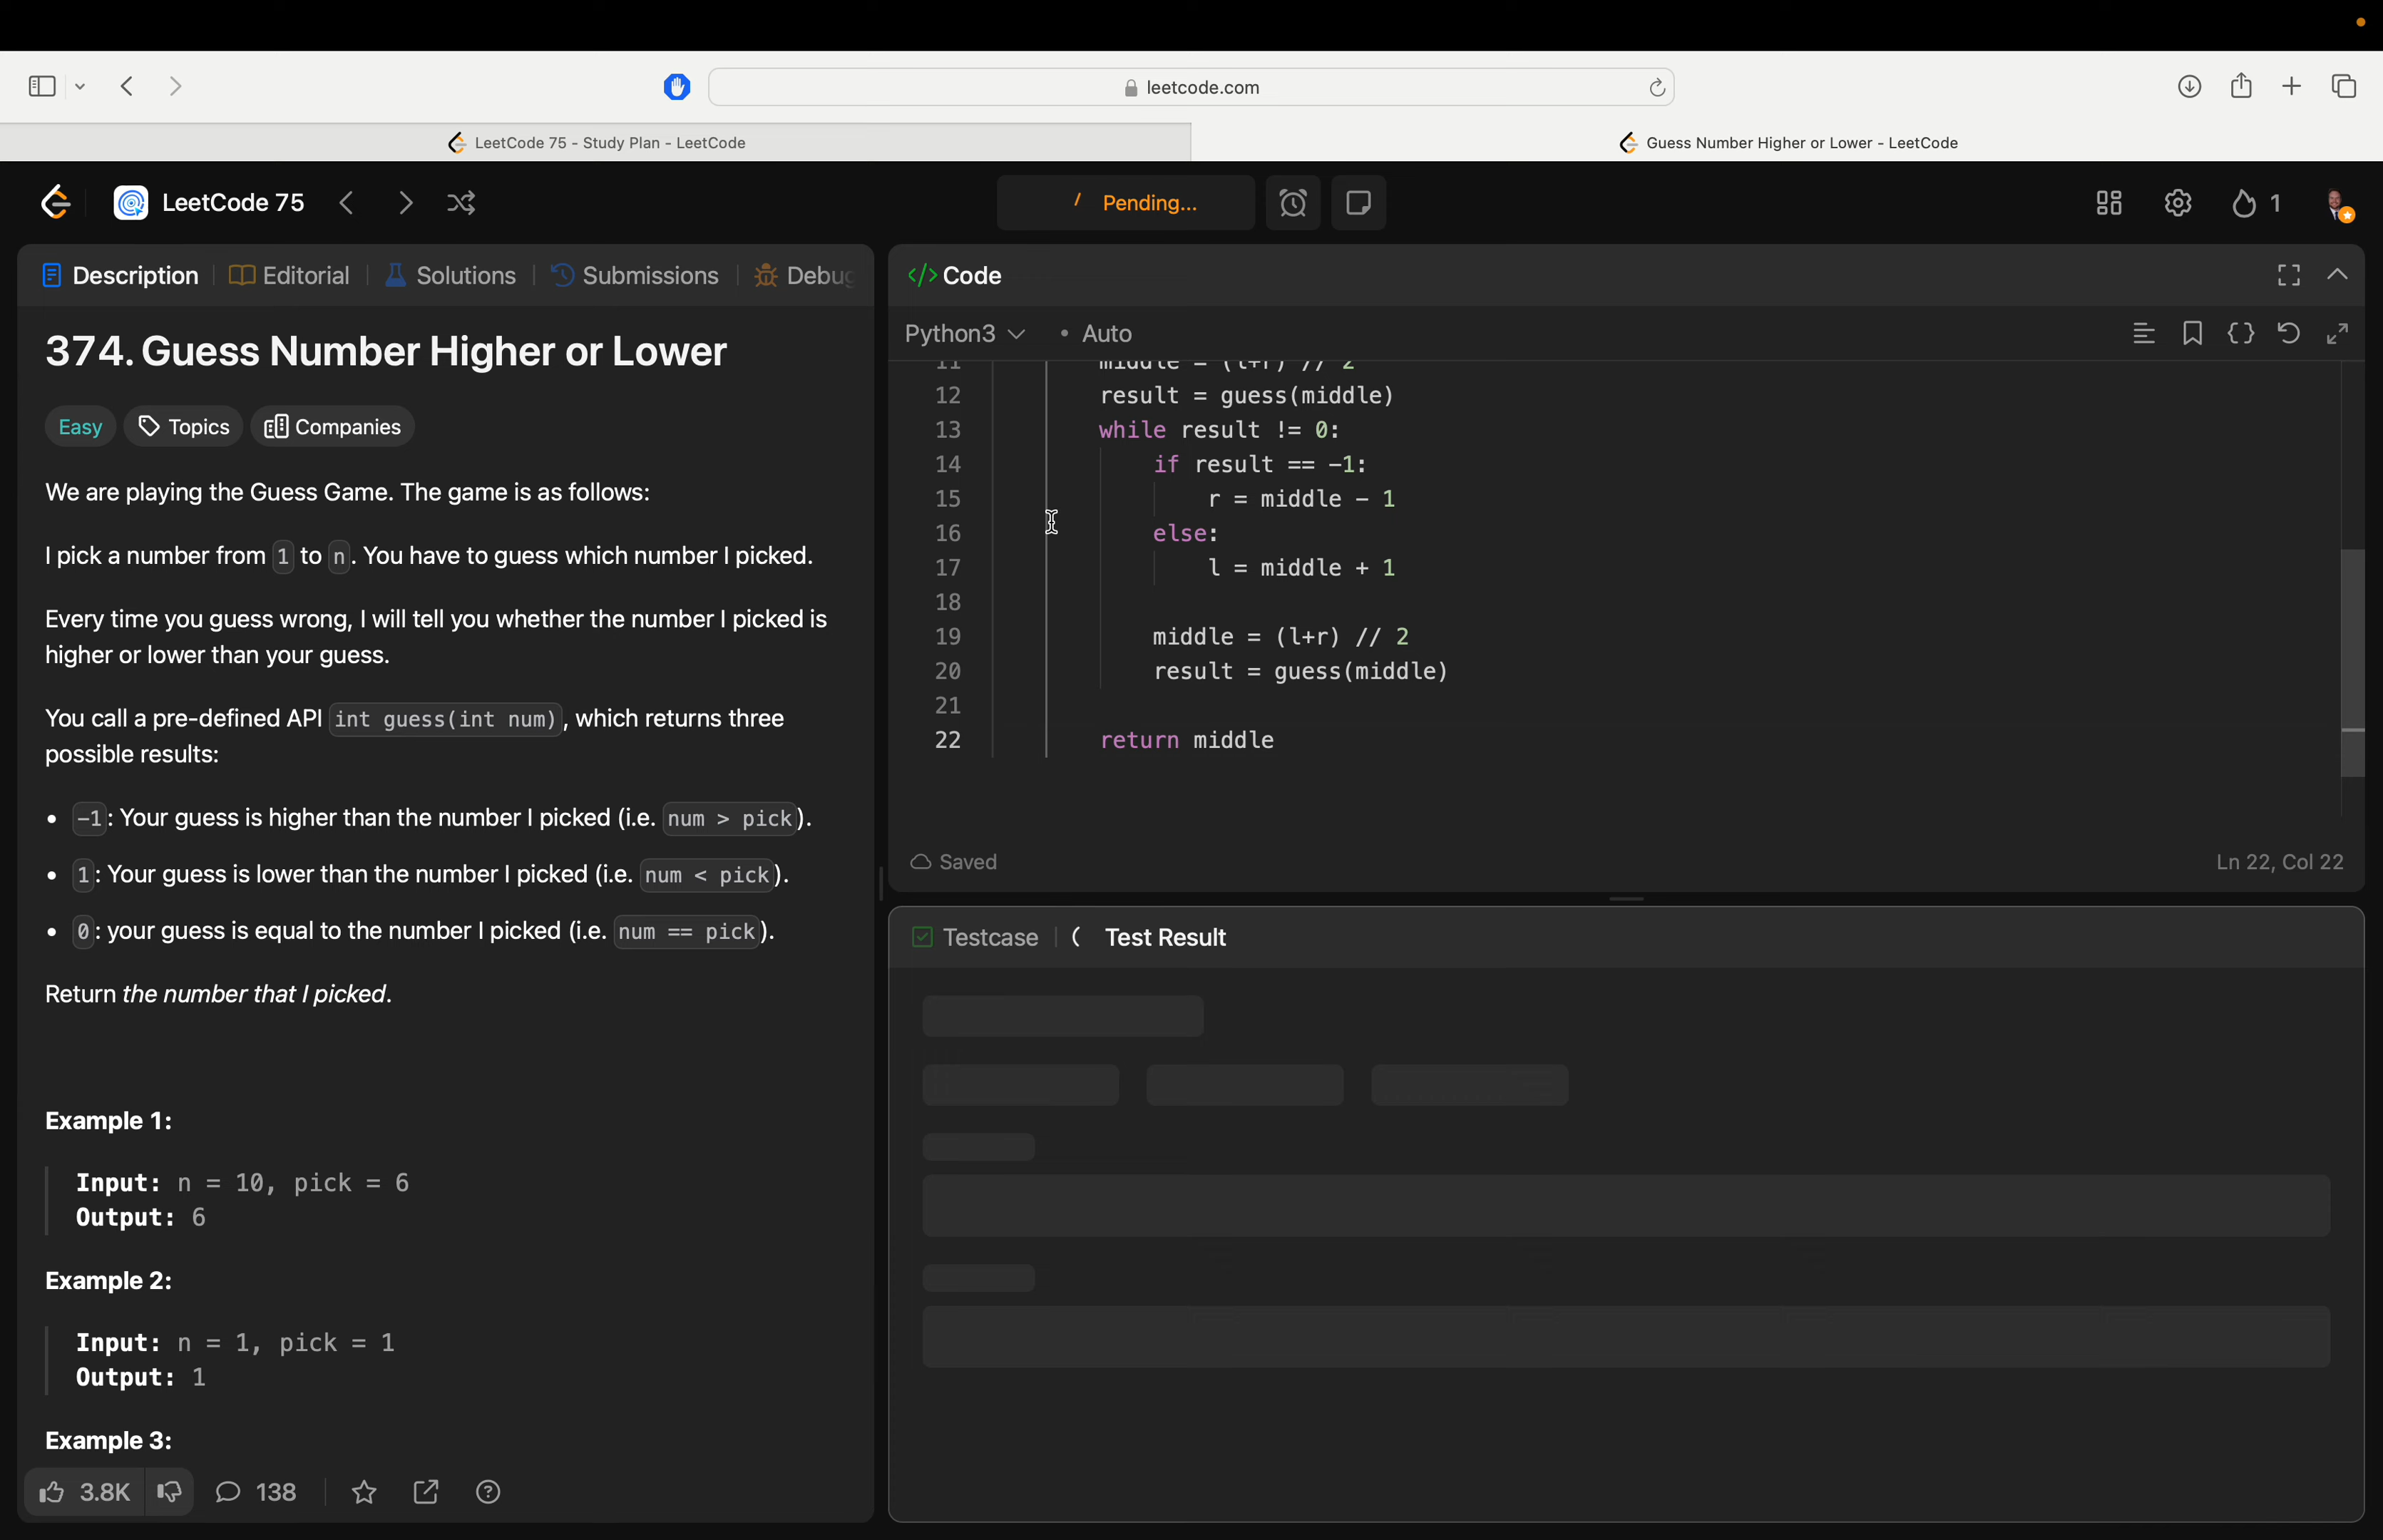 leetcode.com
LeetCode 75 - Study Plan - LeetCode
Guess Number Higher or Lower - LeetCode
LeetCode 75
Pending...
1
Description
Editorial
Solutions
Submissions
Debug
374. Guess Number Higher or Lower
Easy
Topics
Companies
We are playing the Guess Game. The game is as follows:
I pick a number from 1 to n. You have to guess which number I picked.
Every time you guess wrong, I will tell you whether the number I picked is
higher or lower than your guess.
You call a pre-defined API int guess(int num), which returns three
possible results:
• -1: Your guess is higher than the number I picked (i.e. num > pick).
• 1: Your guess is lower than the number I picked (i.e. num < pick).
• 0: your guess is equal to the number I picked (i.e. num == pick).
Return the number that I picked.
Example 1:
Input: n = 10, pick = 6
Output: 6
Example 2:
Input: n = 1, pick = 1
Output: 1
Example 3:
3.8K
138
</> Code
Python3
• Auto
11 middle = (l+r) // 2
12 result = guess(middle)
13 while result != 0:
14 if result == -1:
15 r = middle - 1
16 else:
17 l = middle + 1
18
19 middle = (l+r) // 2
20 result = guess(middle)
21
22 return middle
Saved
Ln 22, Col 22
Testcase
Test Result